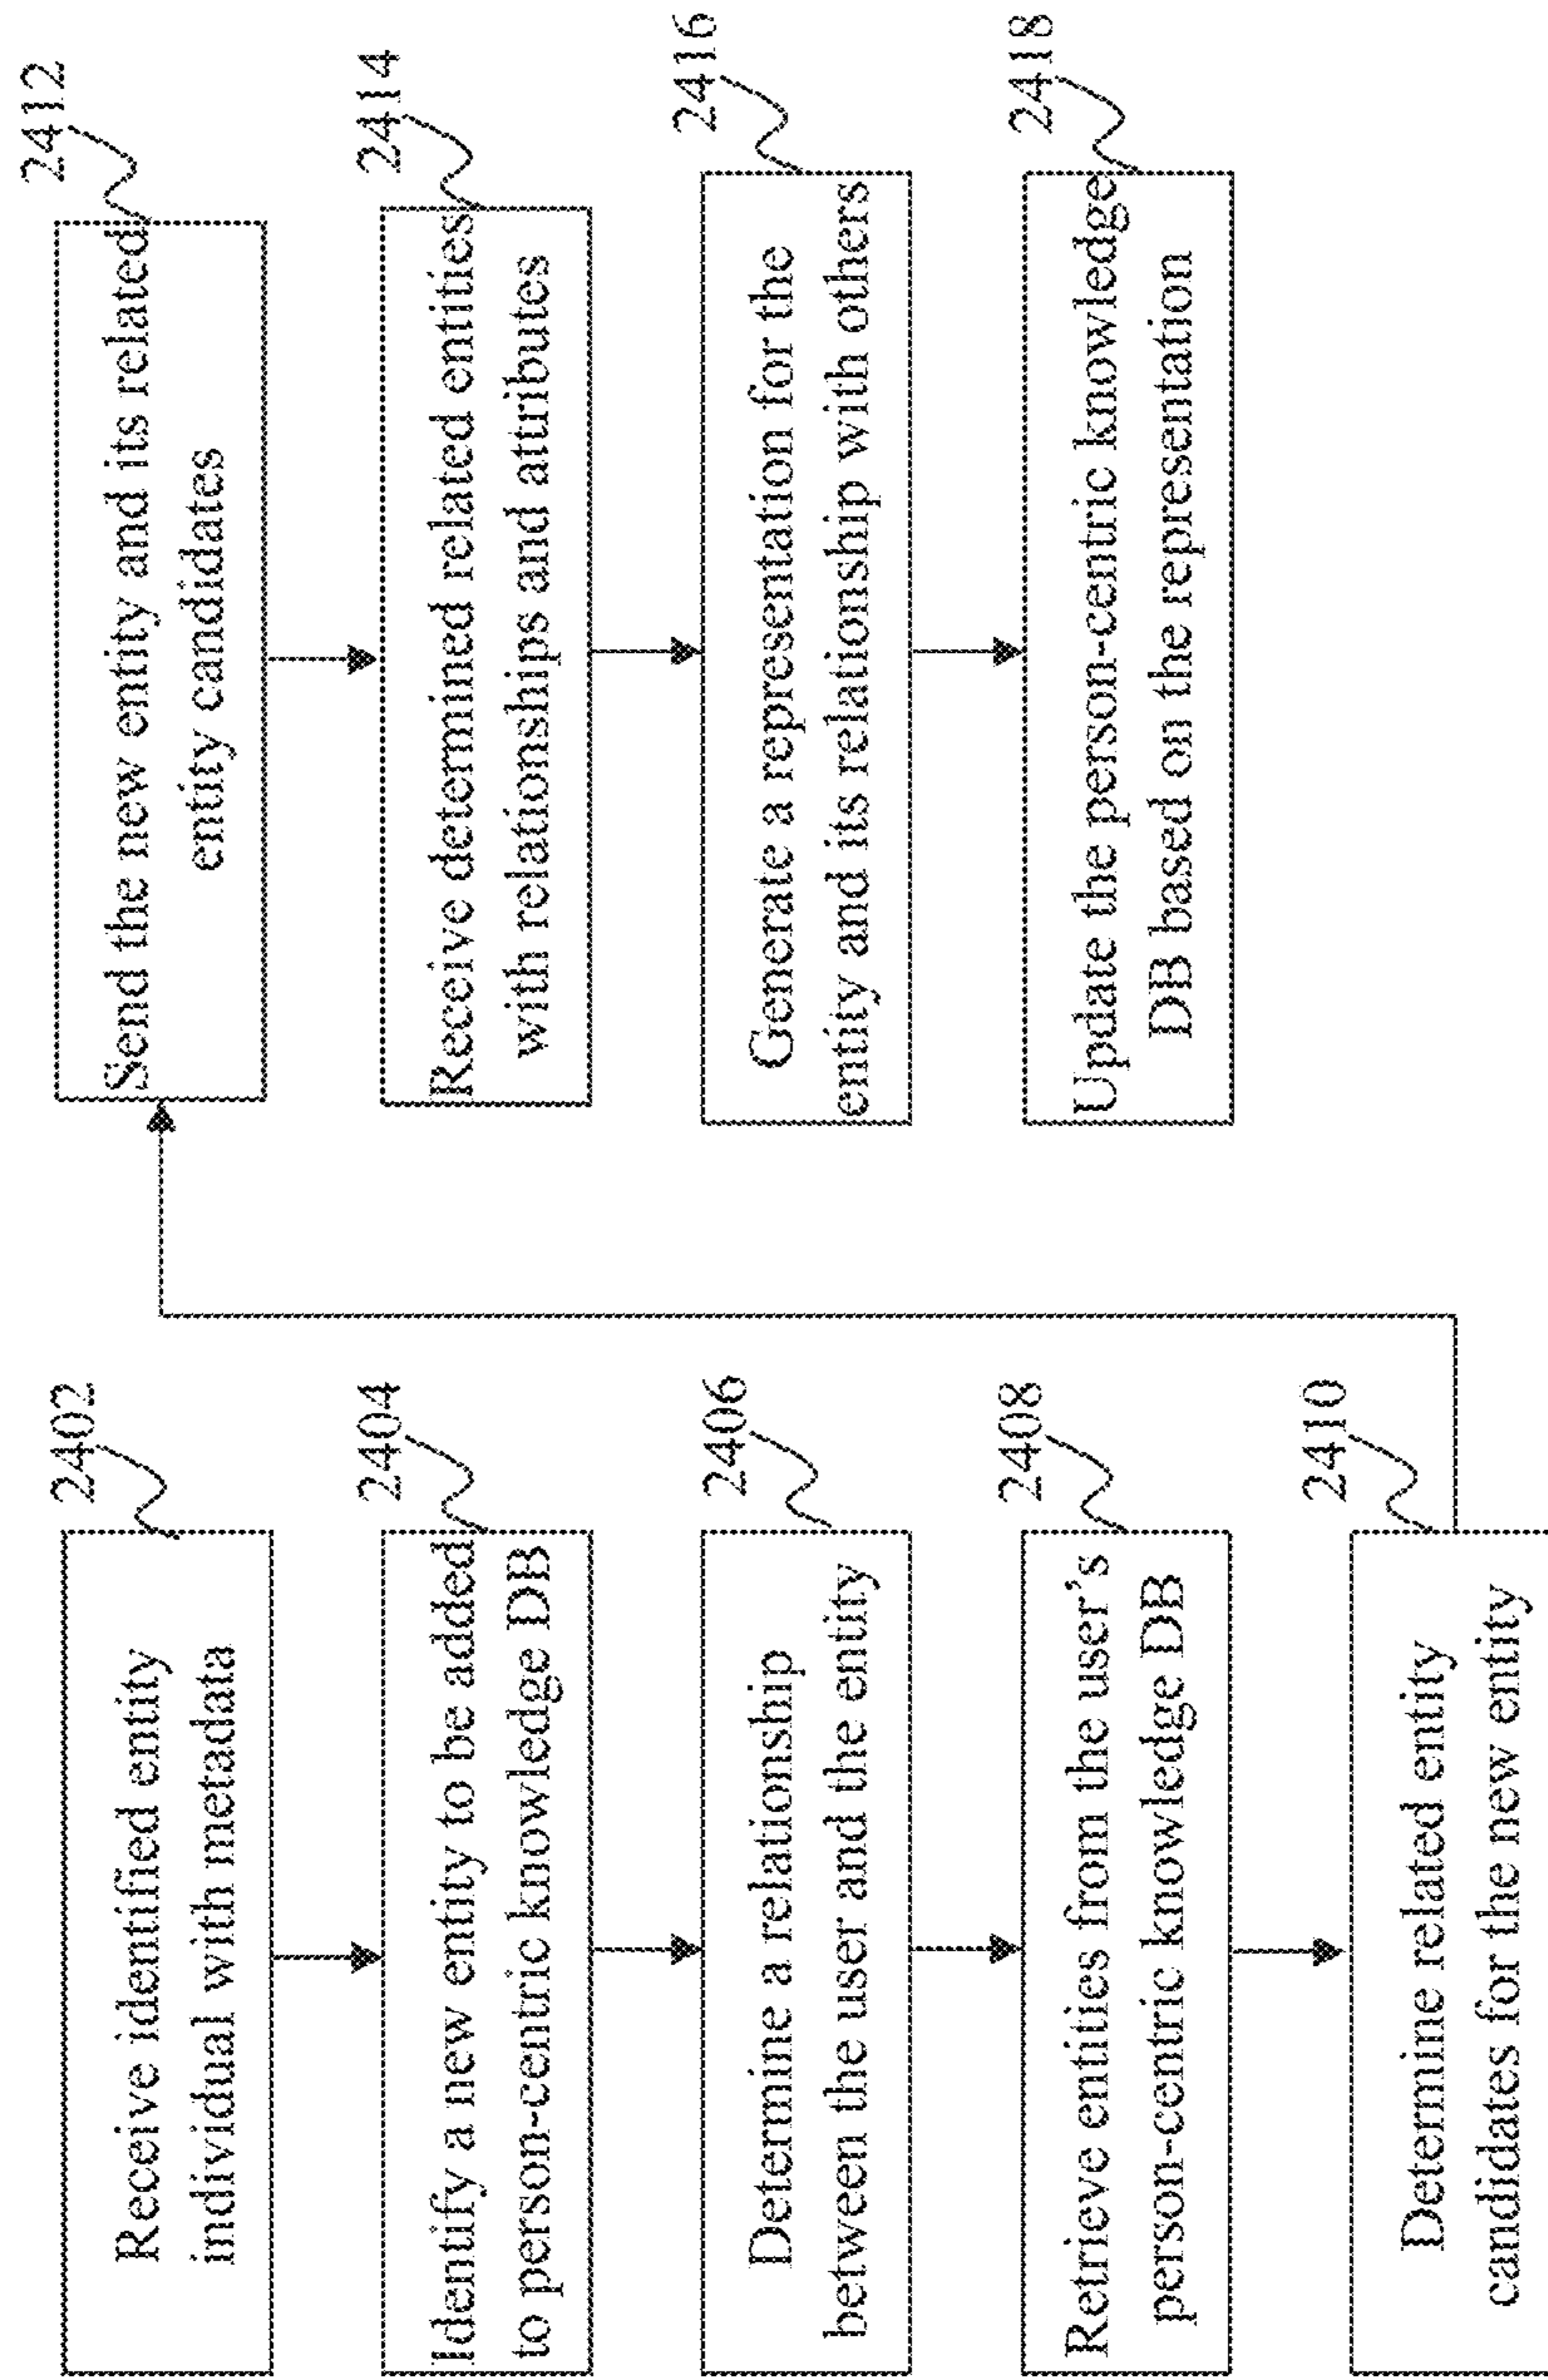 2402
Receive identified entity
individual with metadata
2404
Identify a new entity to be added
to person-centric knowledge DB
2406
Determine a relationship
between the user and the entity
2408
Retrieve entities from the user's
person-centric knowledge DB
2410
Determine related entity
candidates for the new entity
2412
Send the new entity and its related
entity candidates
2414
Receive determined related entities
with relationships and attributes
2416
Generate a representation for the
entity and its relationship with others
2418
Update the person-centric knowledge
DB based on the representation